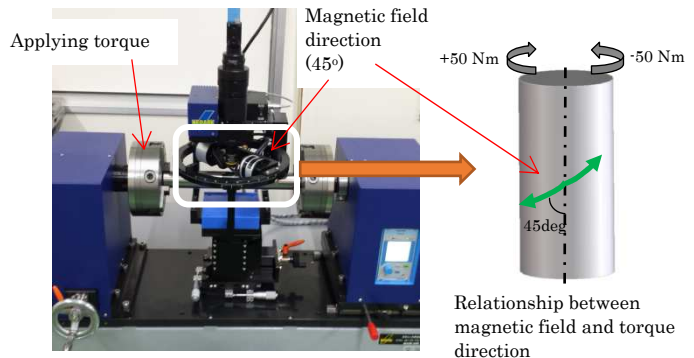 Applying torque
Magnetic field
direction
(45°)
+50 Nm
-50 Nm
45deg
Relationship between
magnetic field and torque
direction